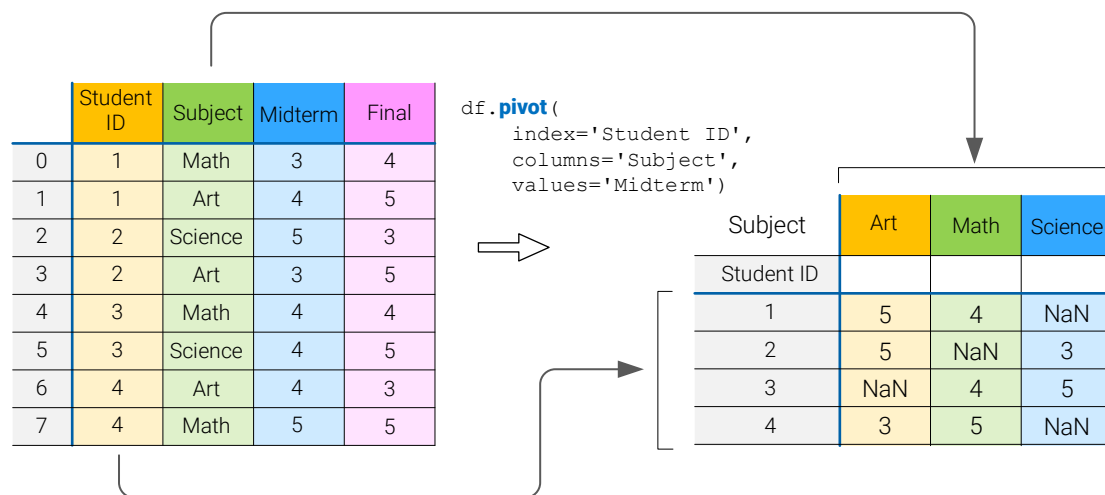 Student ID Subject Midterm Final
0 1 Math 3 4
1 1 Art 4 5
2 2 Science 5 3
3 2 Art 3 5
4 3 Math 4 4
5 3 Science 4 5
6 4 Art 4 3
7 4 Math 5 5
df.pivot(
index='Student ID',
columns='Subject',
values='Midterm')
Subject Art Math Science
Student ID
1 5 4 NaN
2 5 NaN 3
3 NaN 4 5
4 3 5 NaN